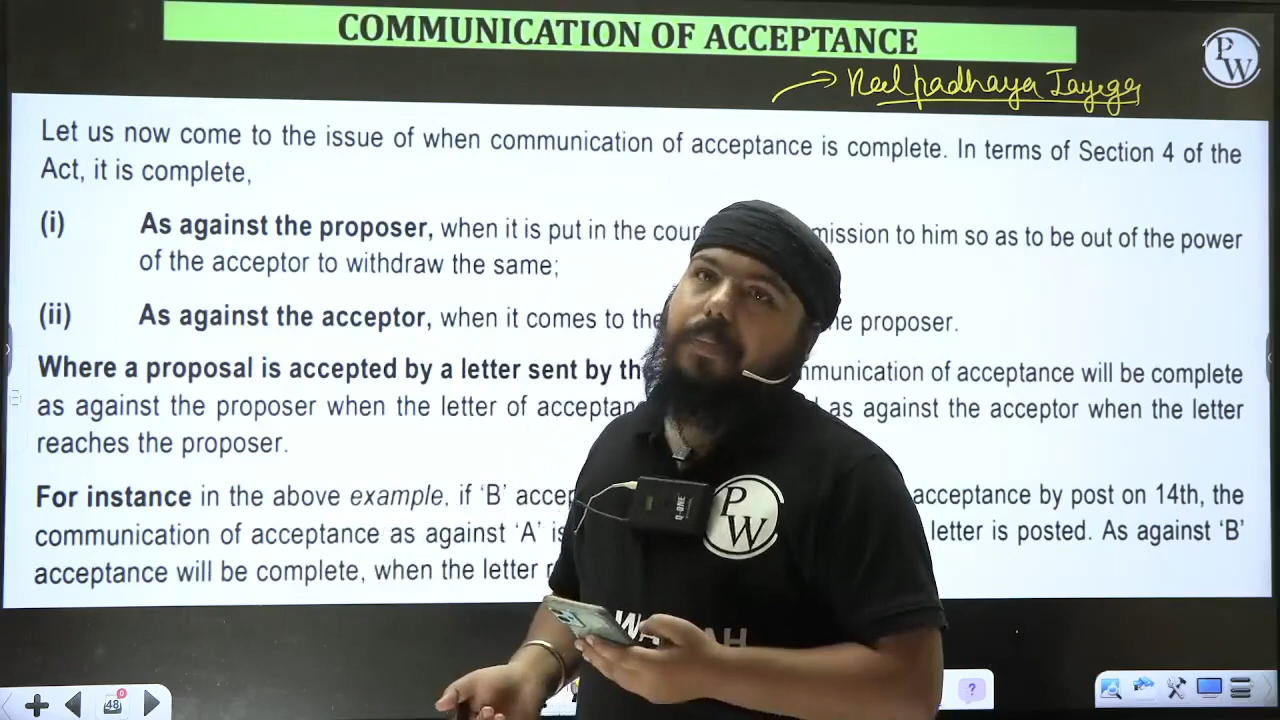 COMMUNICATION OF ACCEPTANCE
PW
Let us now come to the issue of when communication of acceptance is complete. In terms of Section 4 of the
Act, it is complete,
(i) As against the proposer, when it is put in the cour mission to him so as to be out of the power
of the acceptor to withdraw the same;
(ii) As against the acceptor, when it comes to the he proposer.
Where a proposal is accepted by a letter sent by th mmunication of acceptance will be complete
as against the proposer when the letter of acceptan as against the acceptor when the letter
reaches the proposer.
For instance in the above example, if ‘B’ accep acceptance by post on 14th, the
communication of acceptance as against ‘A’ is letter is posted. As against ‘B’
acceptance will be complete, when the letter r
Q-ONE
PW
48
0
?